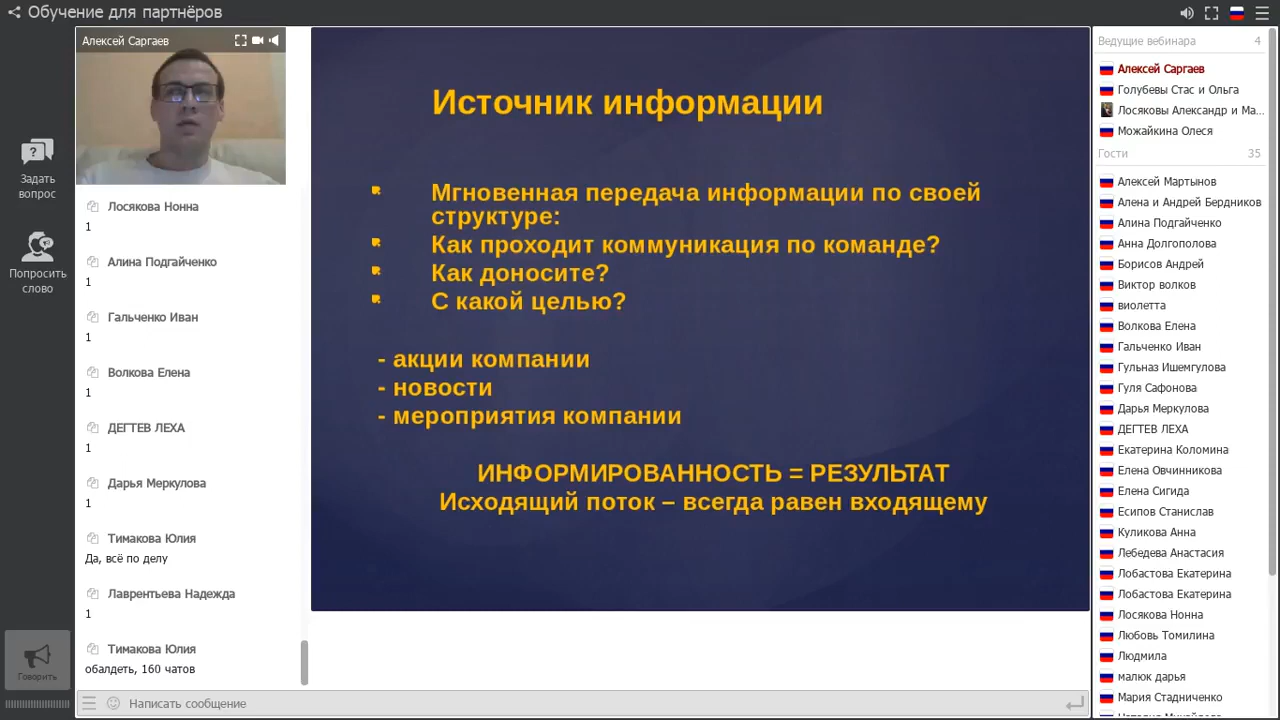 Обучение для партнёров
Задать
вопрос
Попросить
слово
Говорить
Алексей Саргаев
Лосякова Нонна
1
Алина Подгайченко
1
Гальченко Иван
1
Волкова Елена
1
ДЕГТЕВ ЛЕХА
1
Дарья Меркулова
1
Тимакова Юлия
Да, всё по делу
Лаврентьева Надежда
1
Тимакова Юлия
обалдеть, 160 чатов
Написать сообщение
Источник информации
Мгновенная передача информации по своей
структуре:
Как проходит коммуникация по команде?
Как доносите?
С какой целью?
- акции компании
- новости
- мероприятия компании
ИНФОРМИРОВАННОСТЬ = РЕЗУЛЬТАТ
Исходящий поток – всегда равен входящему
Ведущие вебинара 4
Алексей Саргаев
Голубевы Стас и Ольга
Лосяковы Александр и Ма...
Можайкина Олеся
Гости 35
Алексей Мартынов
Алена и Андрей Бердников
Алина Подгайченко
Анна Долгополова
Борисов Андрей
Виктор волков
виолетта
Волкова Елена
Гальченко Иван
Гульназ Ишемгулова
Гуля Сафонова
Дарья Меркулова
ДЕГТЕВ ЛЕХА
Екатерина Коломина
Елена Овчинникова
Елена Сигида
Есипов Станислав
Куликова Анна
Лебедева Анастасия
Лобастова Екатерина
Лобастова Екатерина
Лосякова Нонна
Любовь Томилина
Людмила
малюк дарья
Мария Стадниченко